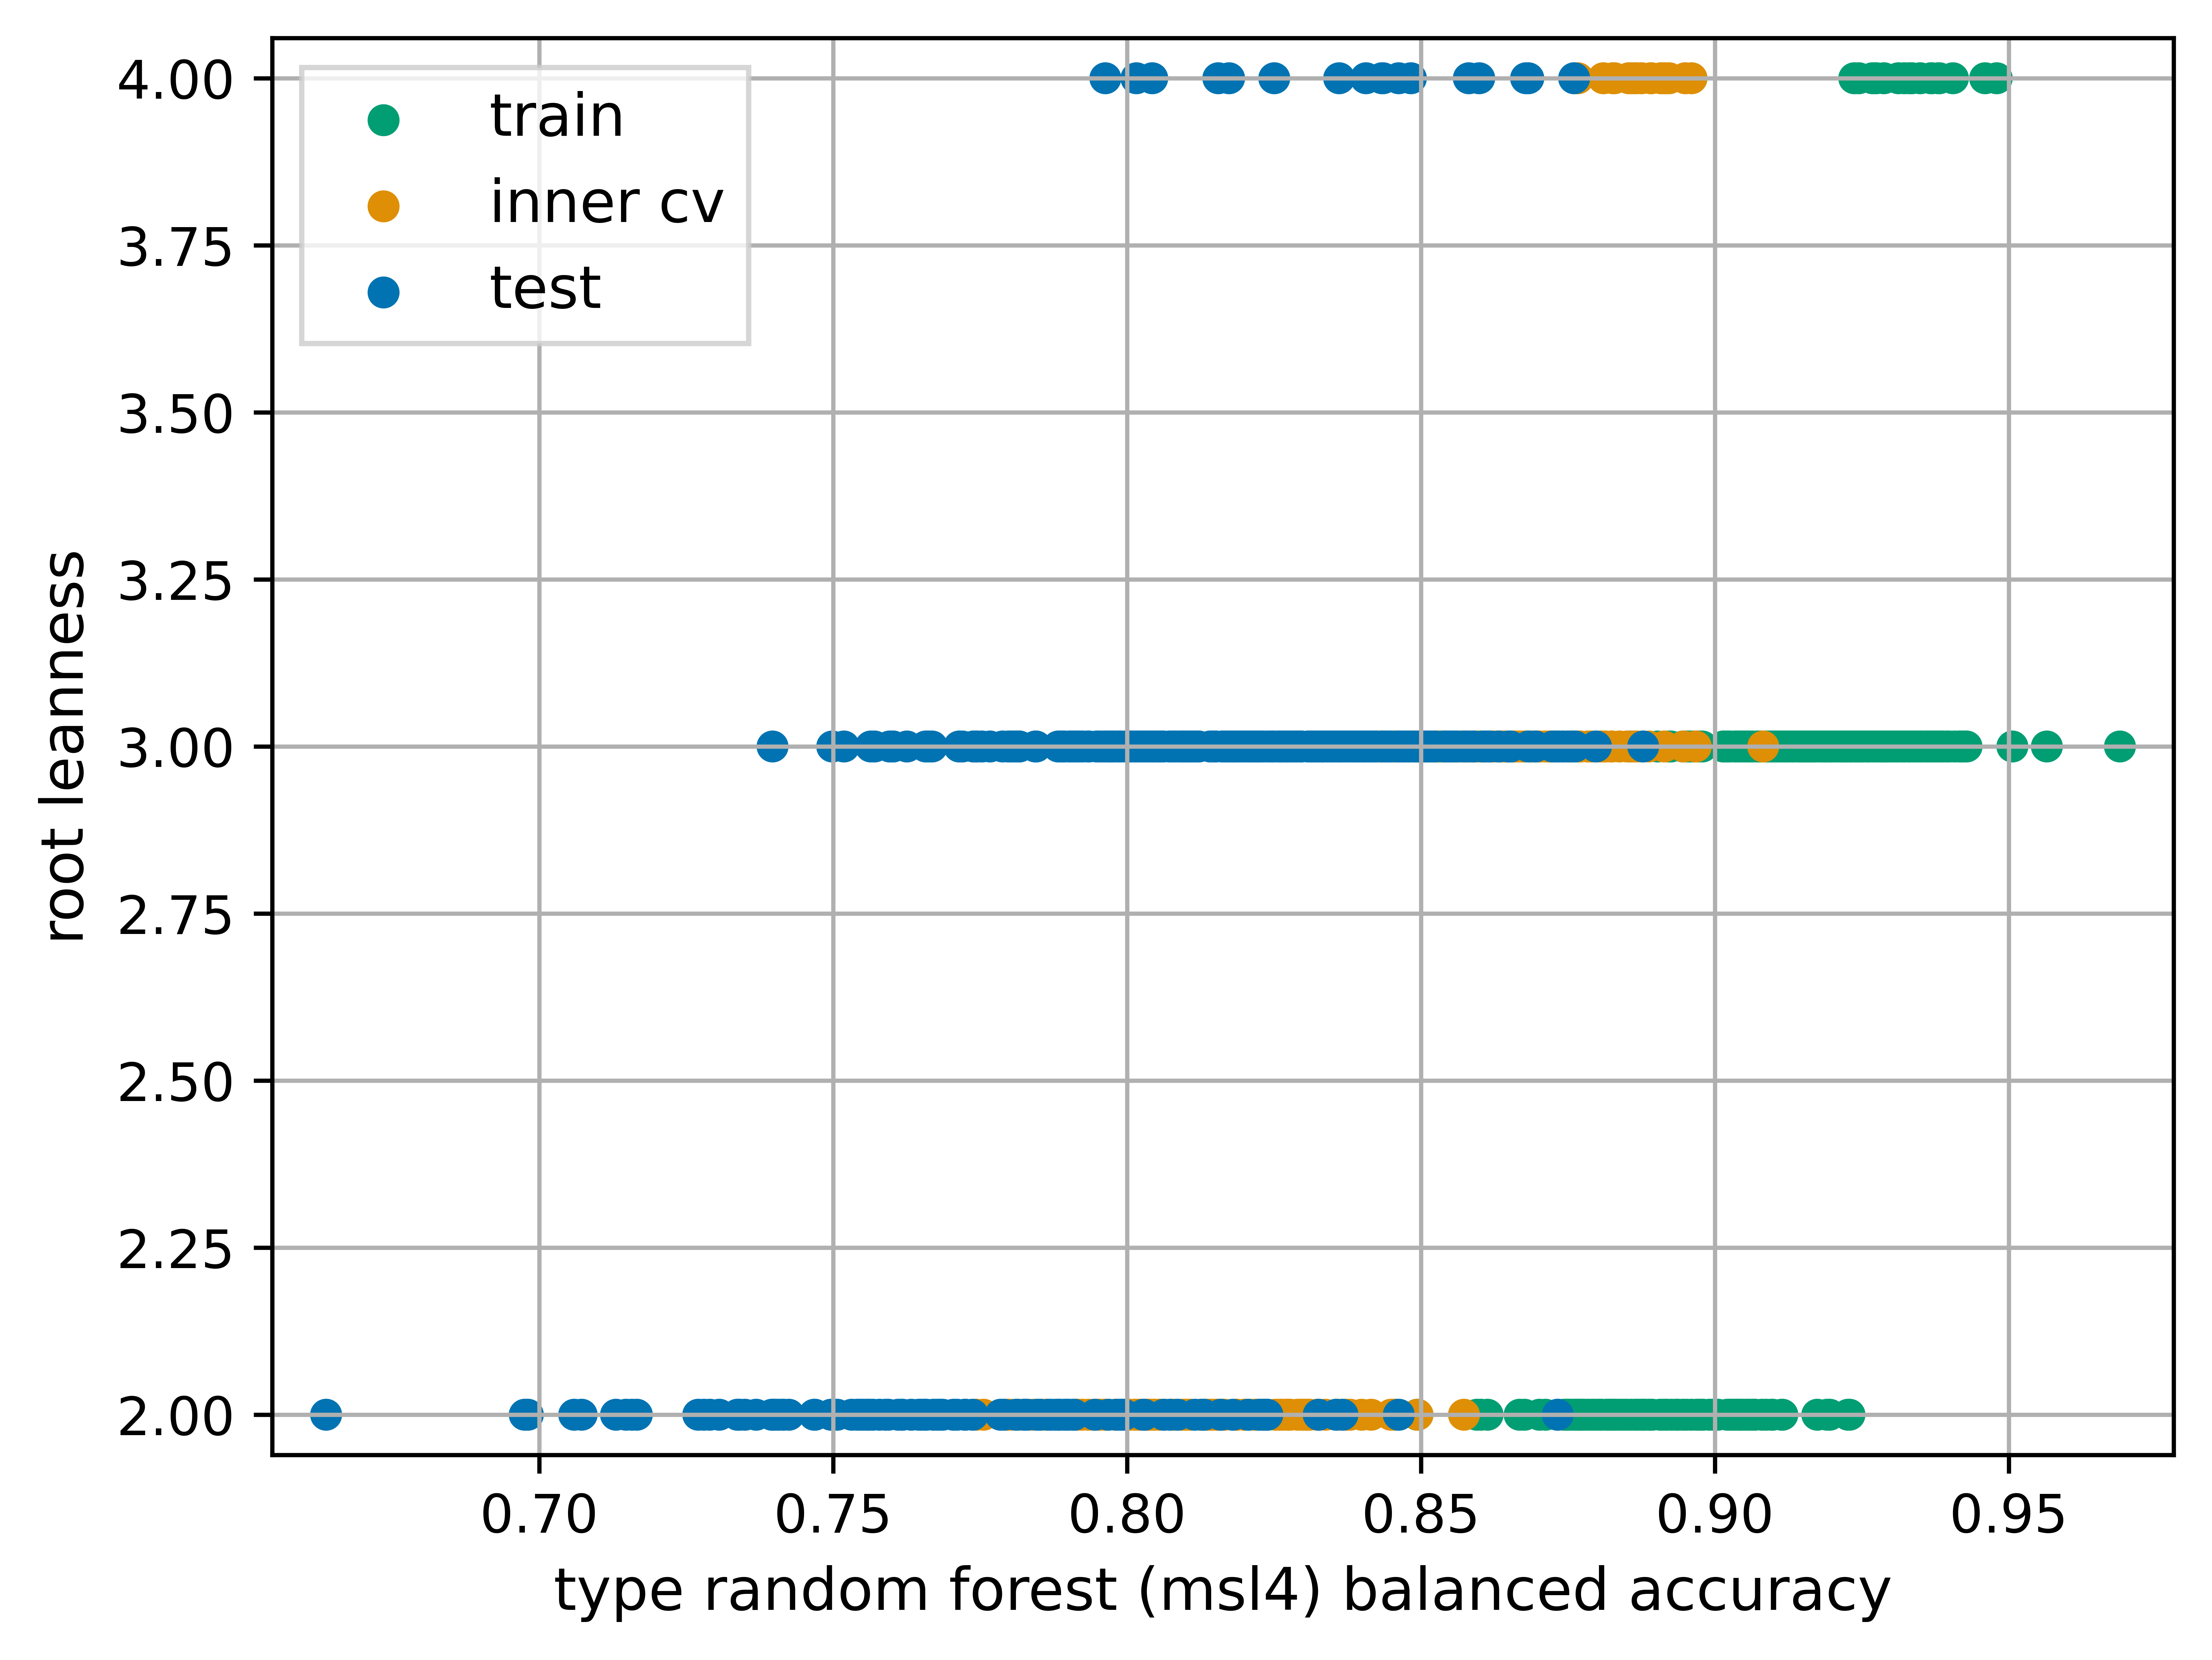 4.00
3.75
3.50
3.25
3.00
2.75
2.50
2.25
2.00
root leanness
train
inner cv
test
0.70 0.75 0.80 0.85 0.90 0.95
type random forest (msl4) balanced accuracy